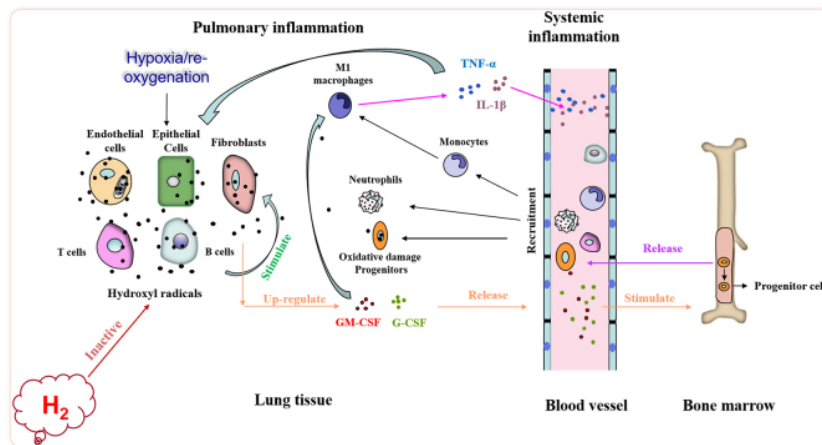 Pulmonary inflammation
Systemic
inflammation
Hypoxia/re-
oxygenation
M1
macrophages
TNF-α
IL-1β
Endothelial
cells
Epithelial
Cells
Fibroblasts
Monocytes
Neutrophils
Recruitment
T cells
B cells
Stimulate
Oxidative damage
Progenitors
Release
Hydroxyl radicals
Progenitor cell
Up-regulate
Release
Stimulate
GM-CSF
G-CSF
Inactive
H2
Lung tissue
Blood vessel
Bone marrow